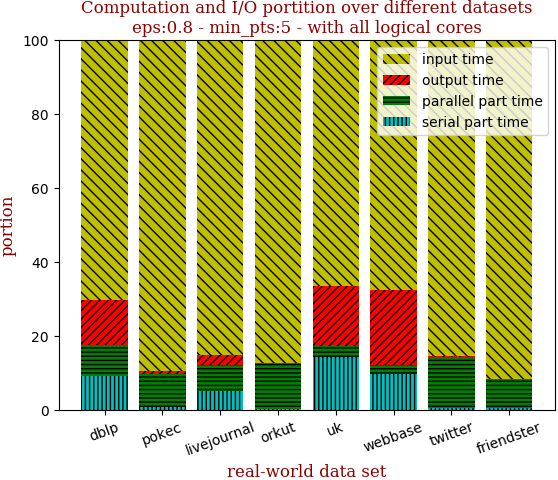 Computation and I/O portition over different datasets
eps:0.8 - min_pts:5 - with all logical cores
input time
output time
parallel part time
serial part time
portion
100
80
60
40
20
0
dblp
pokec
livejournal
orkut
uk
webbase
twitter
friendster
real-world data set